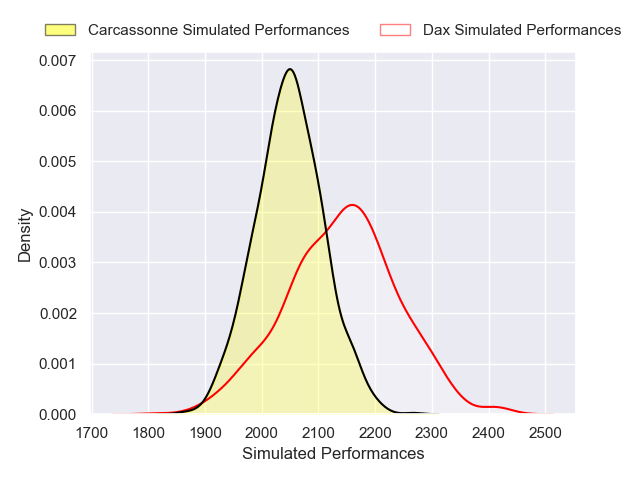 Carcassonne Simulated Performances
Dax Simulated Performances
0.007
0.006
0.005
0.004
0.003
0.002
0.001
0.000
Density
1700 1800 1900 2000 2100 2200 2300 2400 2500
Simulated Performances